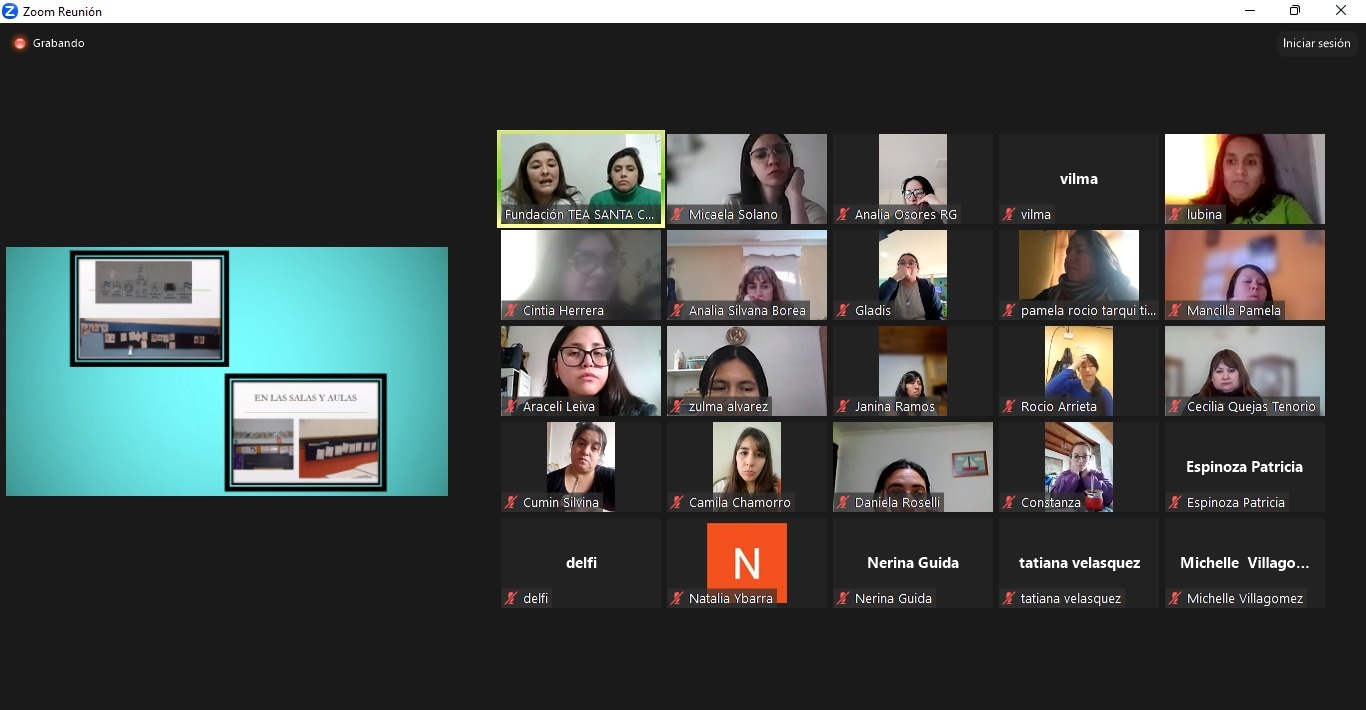 Zoom Reunión
Grabando
Iniciar sesión
EN LAS SALAS Y AULAS
Fundación TEA SANTA C...
Micaela Solano
Analia Osores RG
vilma
vilma
lubina
Cintia Herrera
Analia Silvana Borea
Gladis
pamela rocio tarqui ti...
Mancilla Pamela
Araceli Leiva
zulma alvarez
Janina Ramos
Rocio Arrieta
Cecilia Quejas Tenorio
Cumin Silvina
Camila Chamorro
Daniela Roselli
Constanza
Espinoza Patricia
Espinoza Patricia
delfi
delfi
N
Natalia Ybarra
Nerina Guida
Nerina Guida
tatiana velasquez
tatiana velasquez
Michelle Villago...
Michelle Villagomez